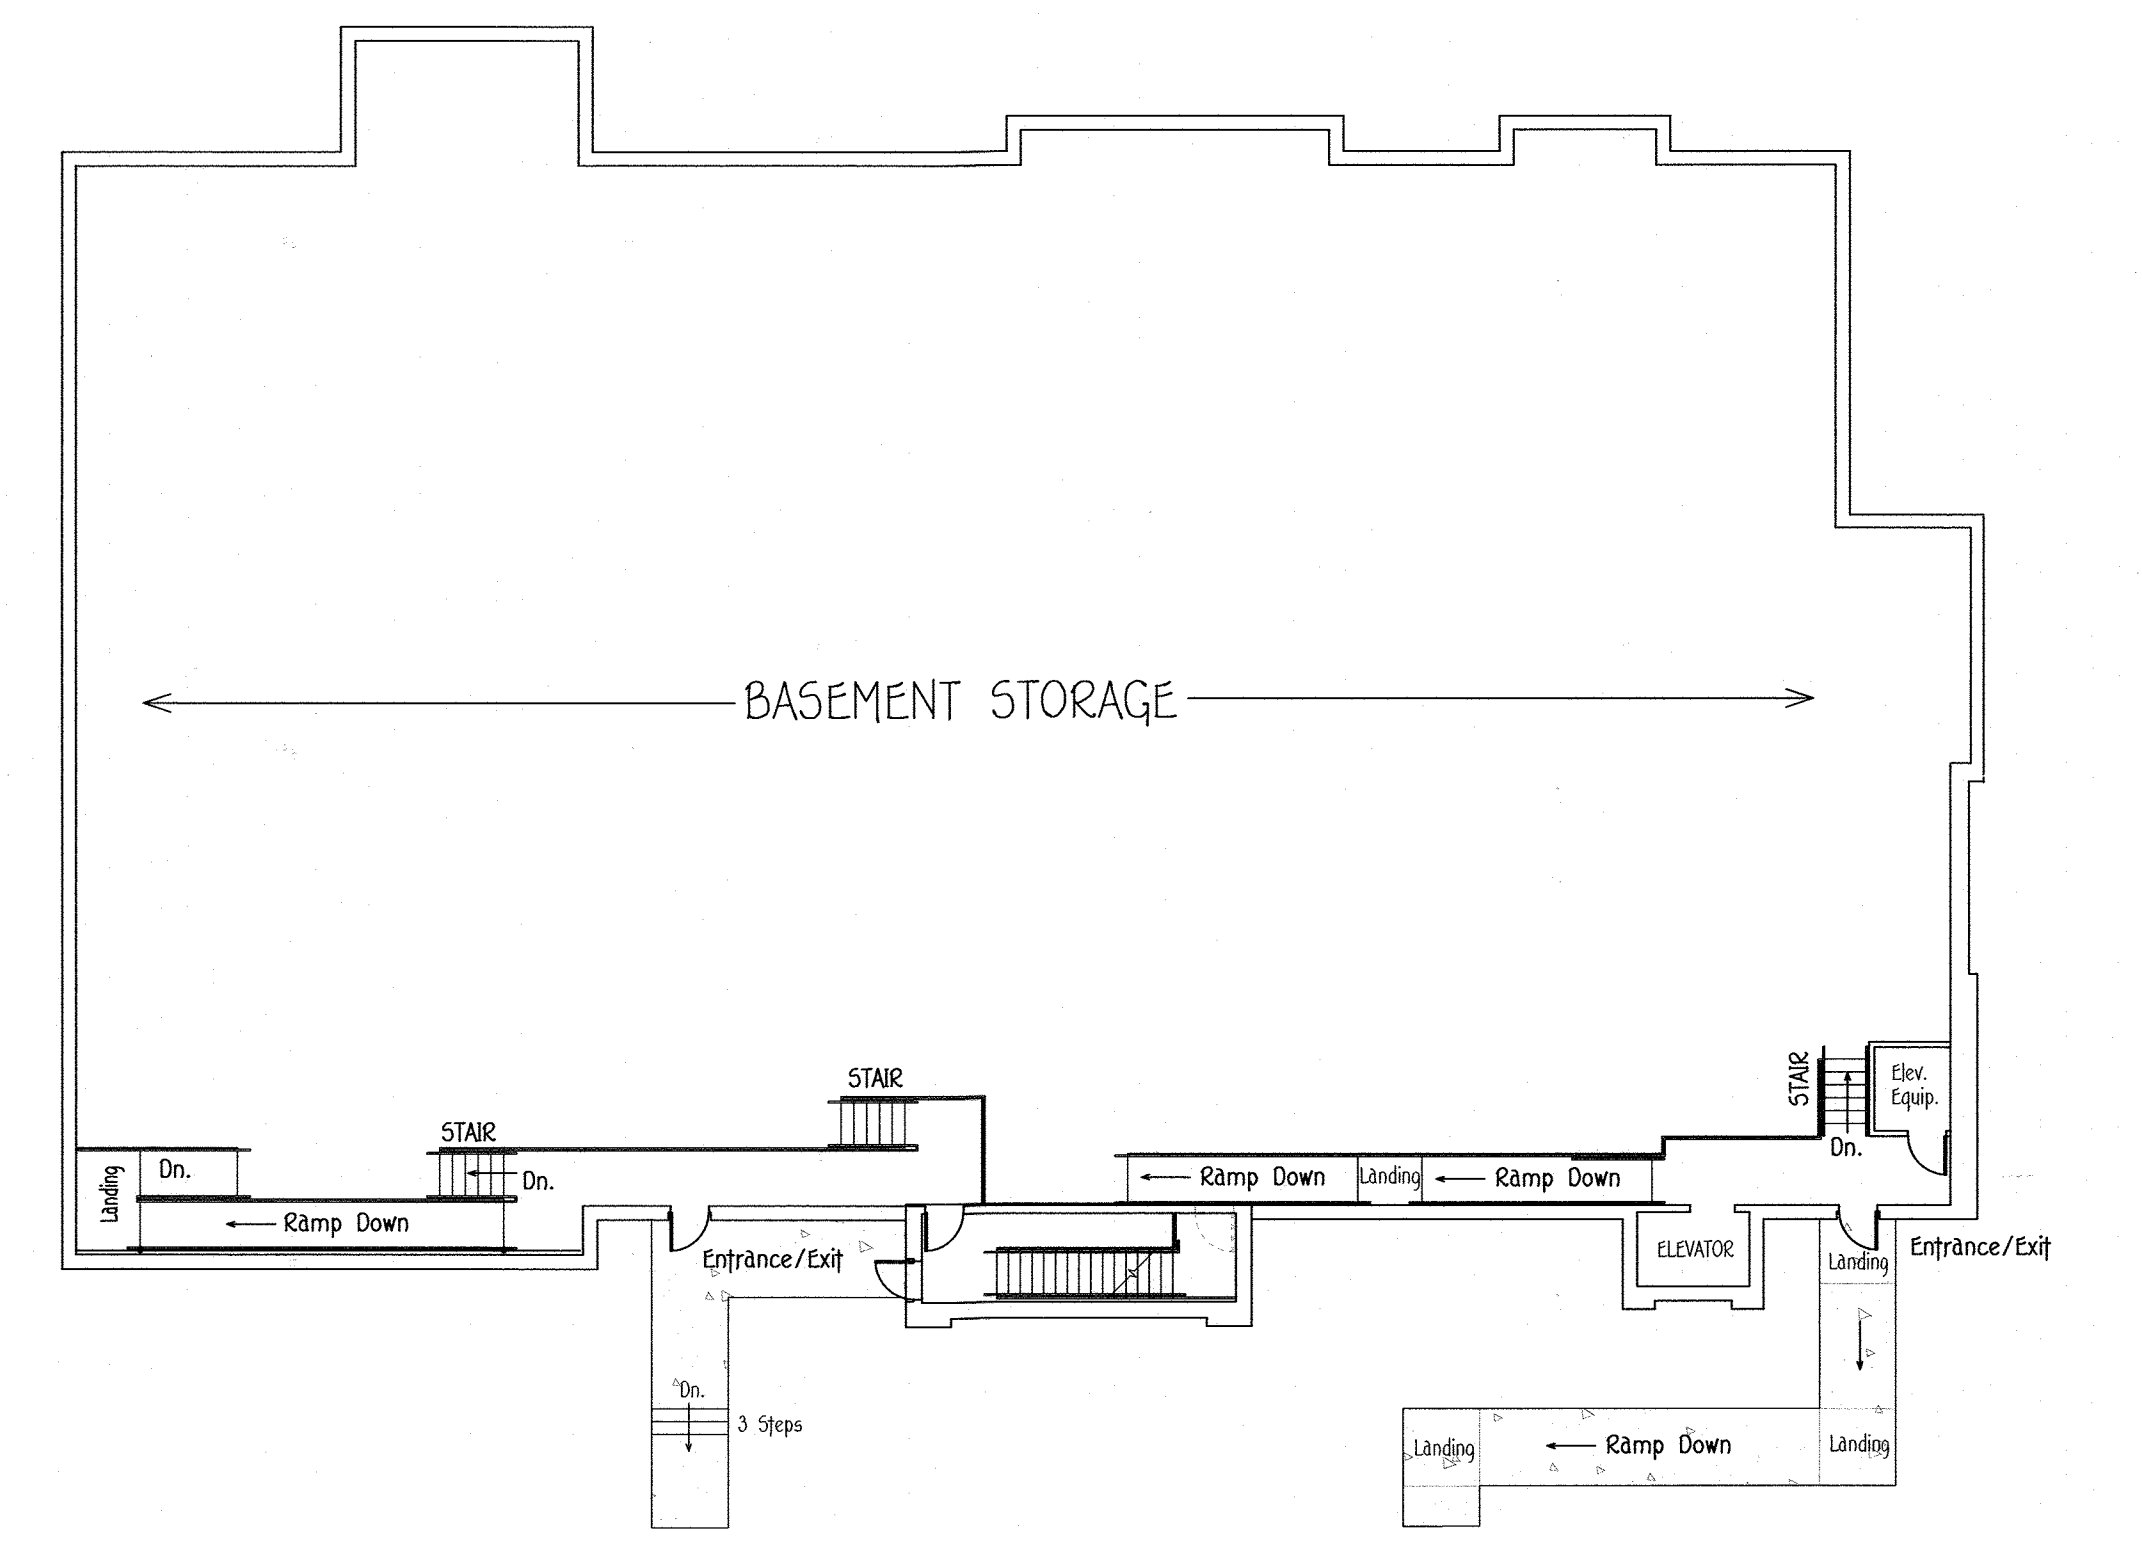 BASEMENT STORAGE
STAIR
STAIR
Elev.
Equip.
STAIR
Dn.
Dn.
Dn.
Landing
Ramp Down
Landing
Ramp Down
Ramp Down
Entrance/Exit
ELEVATOR
Landing
Entrance/Exit
Dn.
3 Steps
Landing
Ramp Down
Landing